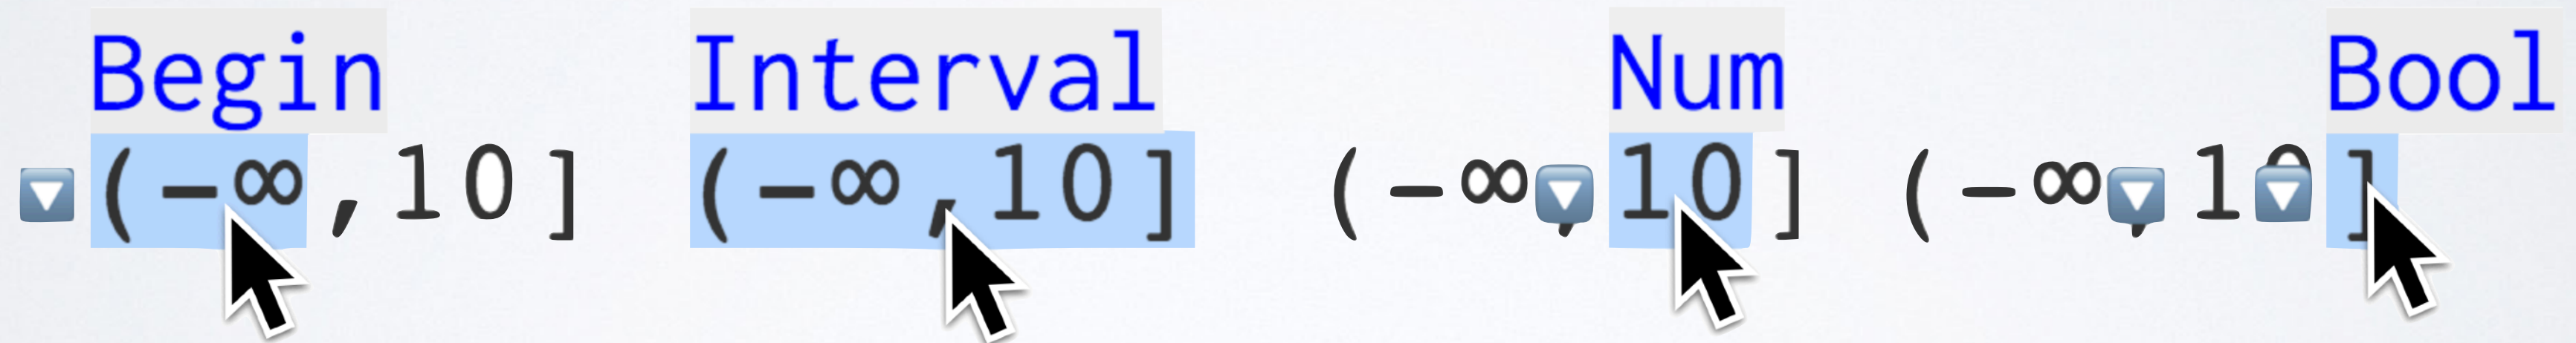 Begin Interval Num Bool
(-∞,10] (-∞,10] (-∞,10] (-∞,10]